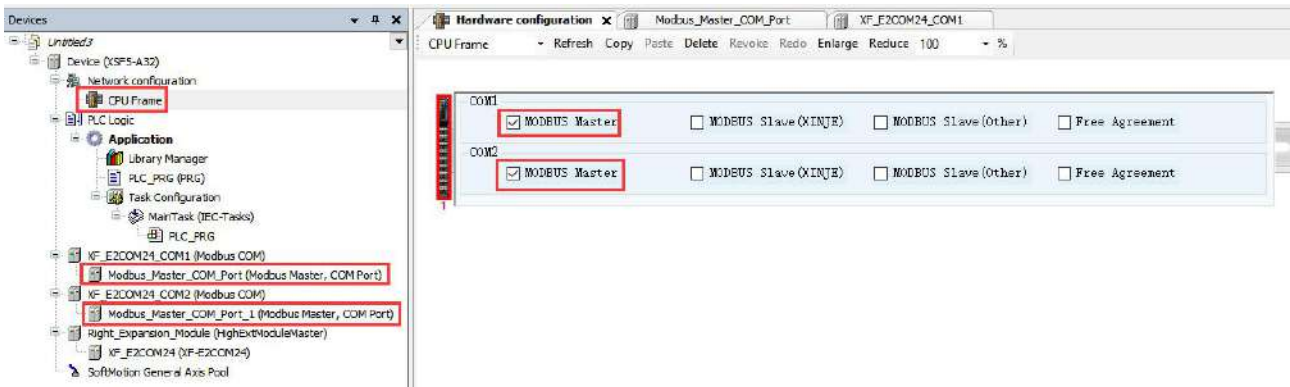 Devices
Untitled3
Device (XSF5-A32)
Network configuration
CPU Frame
PLC Logic
Application
Library Manager
PLC_PRG (PRG)
Task Configuration
MainTask (IEC-Tasks)
PLC_PRG
XF_E2COM24_COM1 (Modbus COM)
Modbus_Master_COM_Port (Modbus Master, COM Port)
XF_E2COM24_COM2 (Modbus COM)
Modbus_Master_COM_Port_1 (Modbus Master, COM Port)
Right_Expansion_Module (HighExtModuleMaster)
XF_E2COM24 (XF-E2COM24)
SoftMotion General Axis Pool
Hardware configuration Modbus_Master_COM_Port XF_E2COM24_COM1
CPU Frame Refresh Copy Paste Delete Revoke Redo Enlarge Reduce 100 %
COM1
MODBUS Master MODBUS Slave(XINJE) MODBUS Slave(Other) Free Agreement
COM2
MODBUS Master MODBUS Slave(XINJE) MODBUS Slave(Other) Free Agreement
1